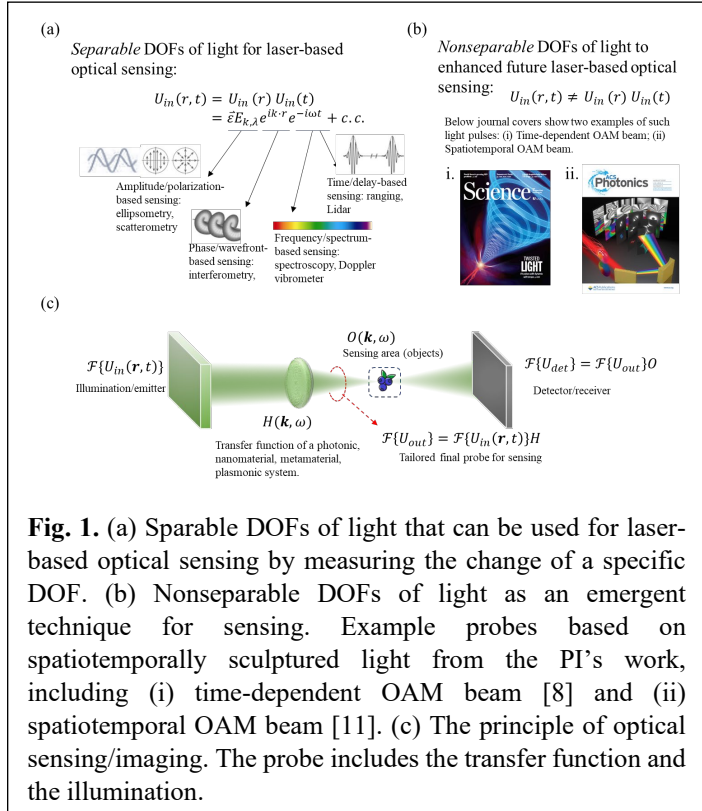 (a)
Separable DOFs of light for laser-based
optical sensing:
U_in(r, t) = U_in (r) U_in(t)
= ε⃗E_{k,λ}e^{ik·r}e^{-iωt} + c.c.
Amplitude/polarization-
based sensing:
ellipsometry,
scatterometry
Phase/wavefront-
based sensing:
interferometry,
Time/delay-based
sensing: ranging,
Lidar
Frequency/spectrum-
based sensing:
spectroscopy, Doppler
vibrometer
(b)
Nonseparable DOFs of light to
enhanced future laser-based optical
sensing:
U_in(r, t) ≠ U_in (r) U_in(t)
Below journal covers show two examples of such
light pulses: (i) Time-dependent OAM beam; (ii)
Spatiotemporal OAM beam.
i.
Science
TWISTED
LIGHT
ii.
ACS
Photonics
(c)
ℱ{U_in(r, t)}
Illumination/emitter
H(k, ω)
Transfer function of a photonic,
nanomaterial, metamaterial,
plasmonic system.
O(k, ω)
Sensing area (objects)
ℱ{U_out} = ℱ{U_in(r, t)}H
Tailored final probe for sensing
ℱ{U_det} = ℱ{U_out}O
Detector/receiver
Fig. 1. (a) Sparable DOFs of light that can be used for laser-
based optical sensing by measuring the change of a specific
DOF. (b) Nonseparable DOFs of light as an emergent
technique for sensing. Example probes based on
spatiotemporally sculptured light from the PI's work,
including (i) time-dependent OAM beam [8] and (ii)
spatiotemporal OAM beam [11]. (c) The principle of optical
sensing/imaging. The probe includes the transfer function and
the illumination.